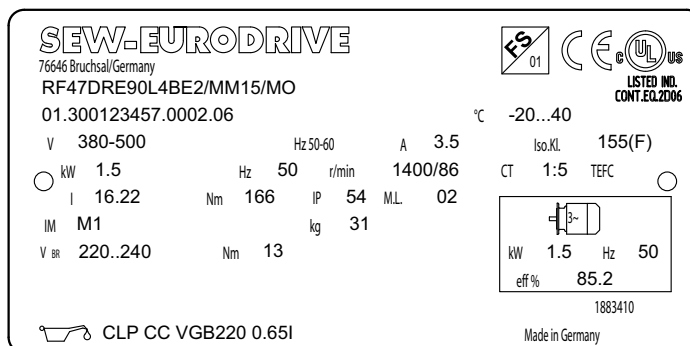 SEW-EURODRIVE
76646 Bruchsal/Germany
RF47DRE90L4BE2/MM15/MO
01.300123457.0002.06
FS 01
c UL US
LISTED IND.
CONT.EQ.2D06
°C -20...40
V 380-500 Hz 50-60 A 3.5 Iso.Kl. 155(F)
kW 1.5 Hz 50 r/min 1400/86 CT 1:5 TEFC
I 16.22 Nm 166 IP 54 M.L. 02
IM M1 kg 31
V BR 220..240 Nm 13
3~
kW 1.5 Hz 50
eff % 85.2
1883410
CLP CC VGB220 0.65l
Made in Germany